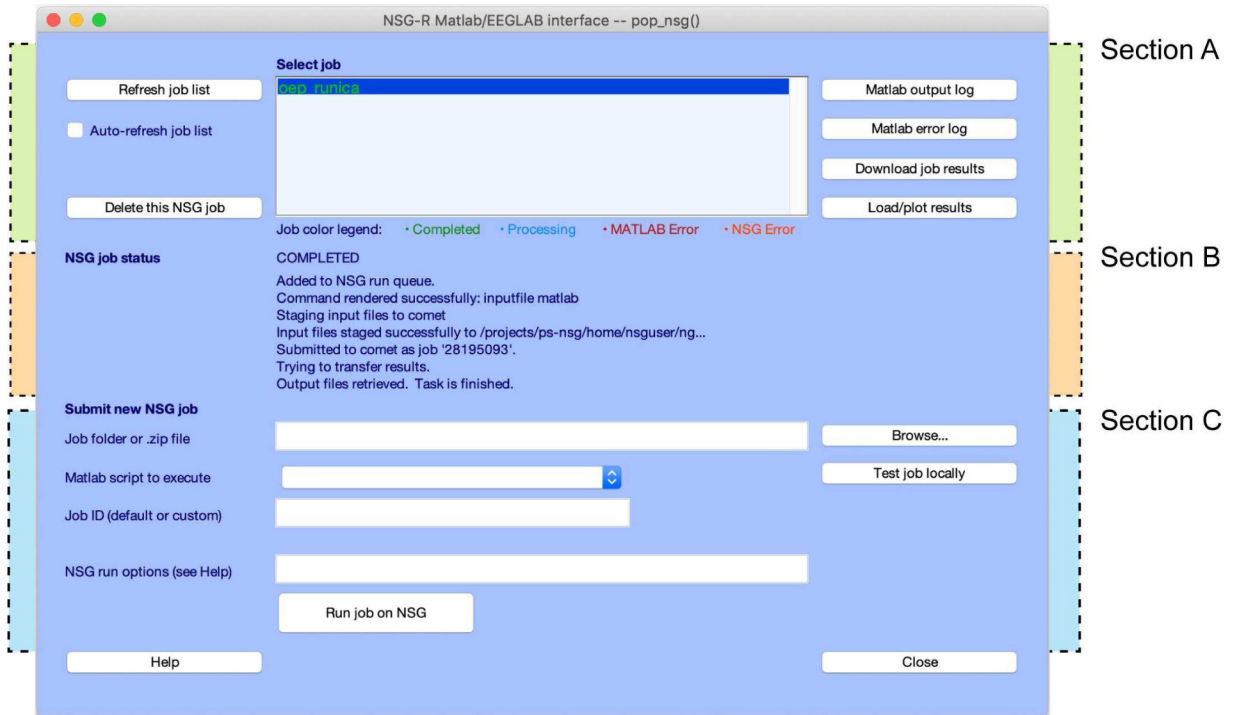 NSG-R Matlab/EEGLAB interface -- pop_nsg()
Section A
Select job
Refresh job list
oep_runica
Matlab output log
Auto-refresh job list
Matlab error log
Download job results
Delete this NSG job
Load/plot results
Job color legend: • Completed • Processing • MATLAB Error • NSG Error
Section B
NSG job status
COMPLETED
Added to NSG run queue.
Command rendered successfully: inputfile matlab
Staging input files to comet
Input files staged successfully to /projects/ps-nsg/home/nsguser/ng...
Submitted to comet as job '28195093'.
Trying to transfer results.
Output files retrieved. Task is finished.
Section C
Submit new NSG job
Job folder or .zip file
Browse...
Matlab script to execute
Test job locally
Job ID (default or custom)
NSG run options (see Help)
Run job on NSG
Help
Close